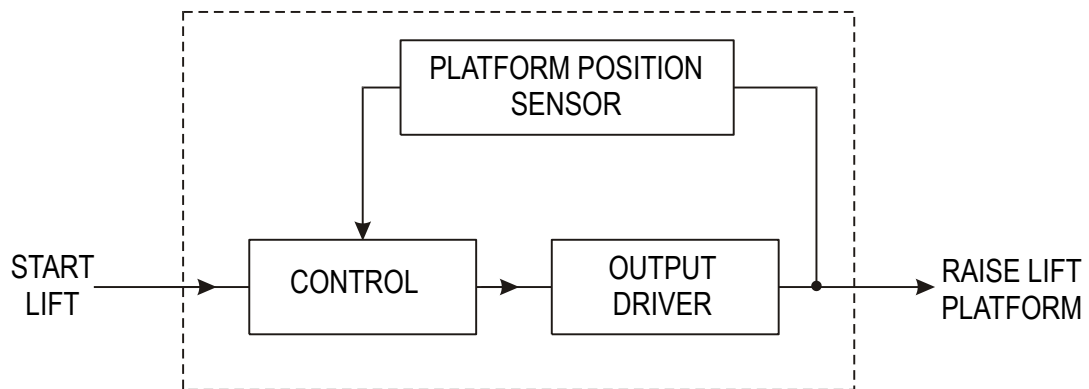 PLATFORM POSITION
SENSOR
START
LIFT
CONTROL
OUTPUT
DRIVER
RAISE LIFT
PLATFORM